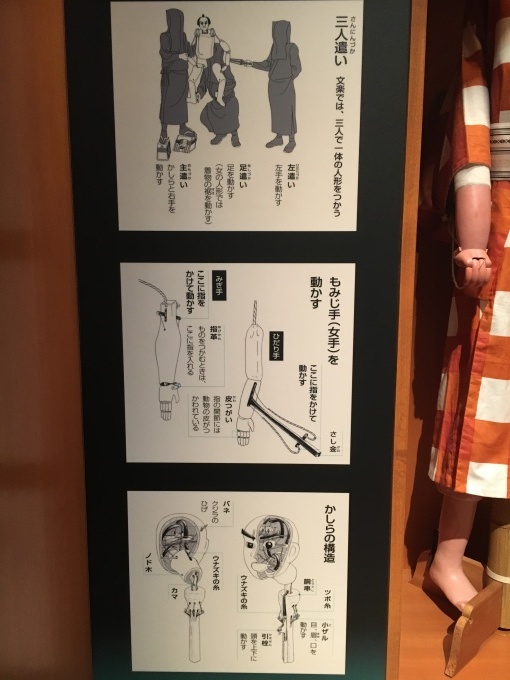 さんにんづか
三人遣い
文楽では、三人で一体の人形をつかう
左遣い
左手を動かす
足遣い
足を動かす
(女の人形では
着物の裾を動かす)
主遣い
かしらと右手を
動かす
もみじ手(女手)を
動かす
ここに指をかけて
動かす
さし金
ひだり手
皮つがい
指の関節には
動物の皮がつ
かわれている
みぎ手
ここに指を
かけて動かす
指革
ものをつかむときは、
ここに指を入れる
かしらの構造
ツボ糸
小ザル
目、眉、口を
動かす
胴串
引栓
頭を上下に
動かす
ウナズキの糸
ウナズキの糸
バネ
クジラの
ひげ
カマ
ノド木